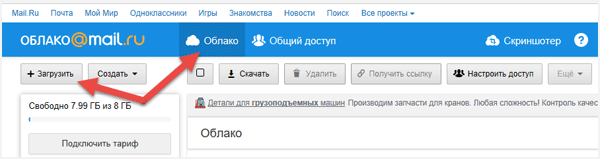 Mail.Ru Почта Мой Мир Одноклассники Игры Знакомства Новости Поиск Все проекты
ОБЛАКО@mail.ru Облако Общий доступ Скриншотер
+ Загрузить Создать Скачать Удалить Получить ссылку Настроить доступ Ещё
Детали для грузоподъемных машин Производим запчасти для кранов. Любая сложность! Контроль качес
Свободно 7.99 ГБ из 8 ГБ
Облако
Подключить тариф